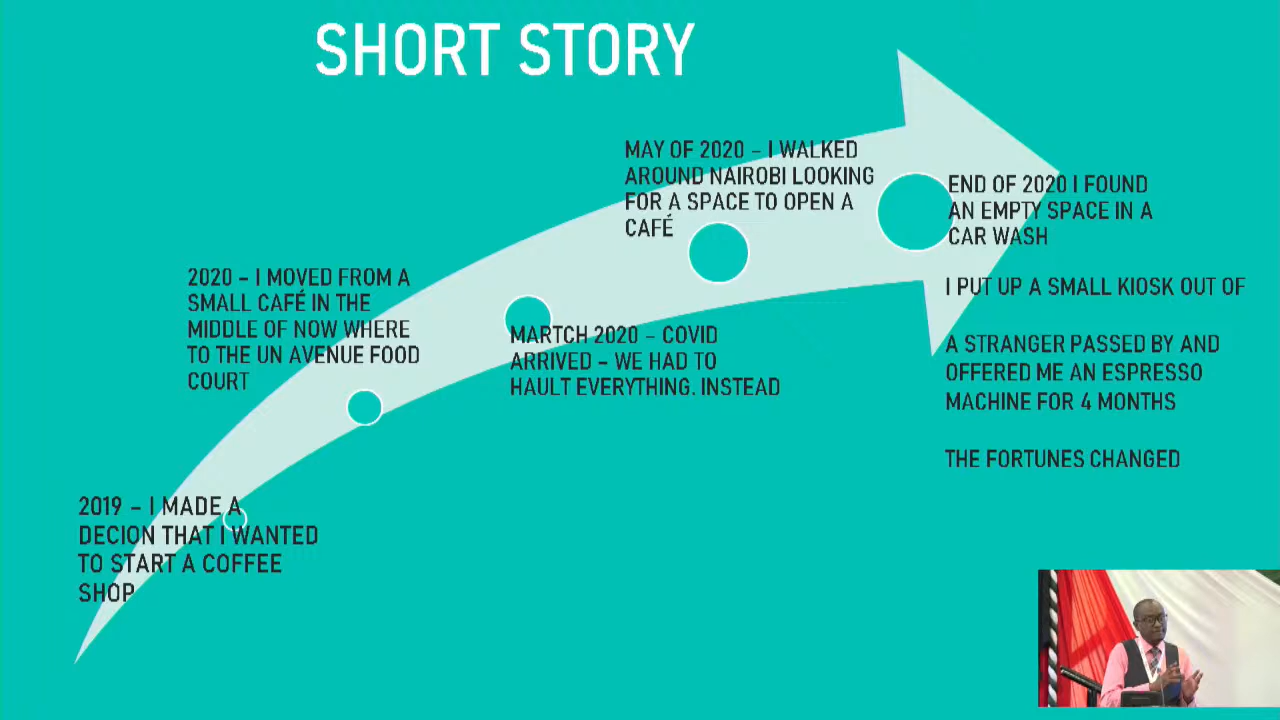 SHORT STORY
2019 – I MADE A
DECION THAT I WANTED
TO START A COFFEE
SHOP
2020 – I MOVED FROM A
SMALL CAFÉ IN THE
MIDDLE OF NOW WHERE
TO THE UN AVENUE FOOD
COURT
MARTCH 2020 – COVID
ARRIVED – WE HAD TO
HAULT EVERYTHING. INSTEAD
MAY OF 2020 – I WALKED
AROUND NAIROBI LOOKING
FOR A SPACE TO OPEN A
CAFÉ
END OF 2020 I FOUND
AN EMPTY SPACE IN A
CAR WASH
I PUT UP A SMALL KIOSK OUT OF
A STRANGER PASSED BY AND
OFFERED ME AN ESPRESSO
MACHINE FOR 4 MONTHS
THE FORTUNES CHANGED